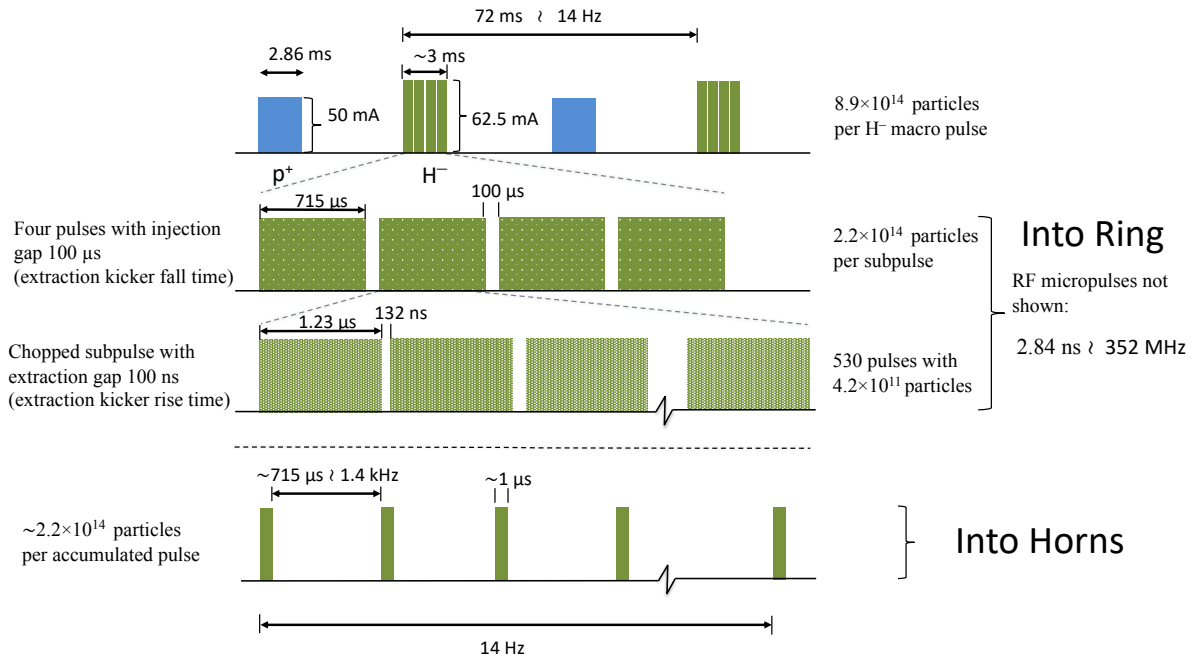 72 ms ≀ 14 Hz
2.86 ms
~3 ms
50 mA
62.5 mA
8.9×10¹⁴ particles
per H⁻ macro pulse
p⁺
H⁻
715 μs
100 μs
Four pulses with injection
gap 100 μs
(extraction kicker fall time)
2.2×10¹⁴ particles
per subpulse
Into Ring
RF micropulses not
shown:
2.84 ns ≀ 352 MHz
1.23 μs
132 ns
Chopped subpulse with
extraction gap 100 ns
(extraction kicker rise time)
530 pulses with
4.2×10¹¹ particles
~715 μs ≀ 1.4 kHz
~1 μs
~2.2×10¹⁴ particles
per accumulated pulse
Into Horns
14 Hz